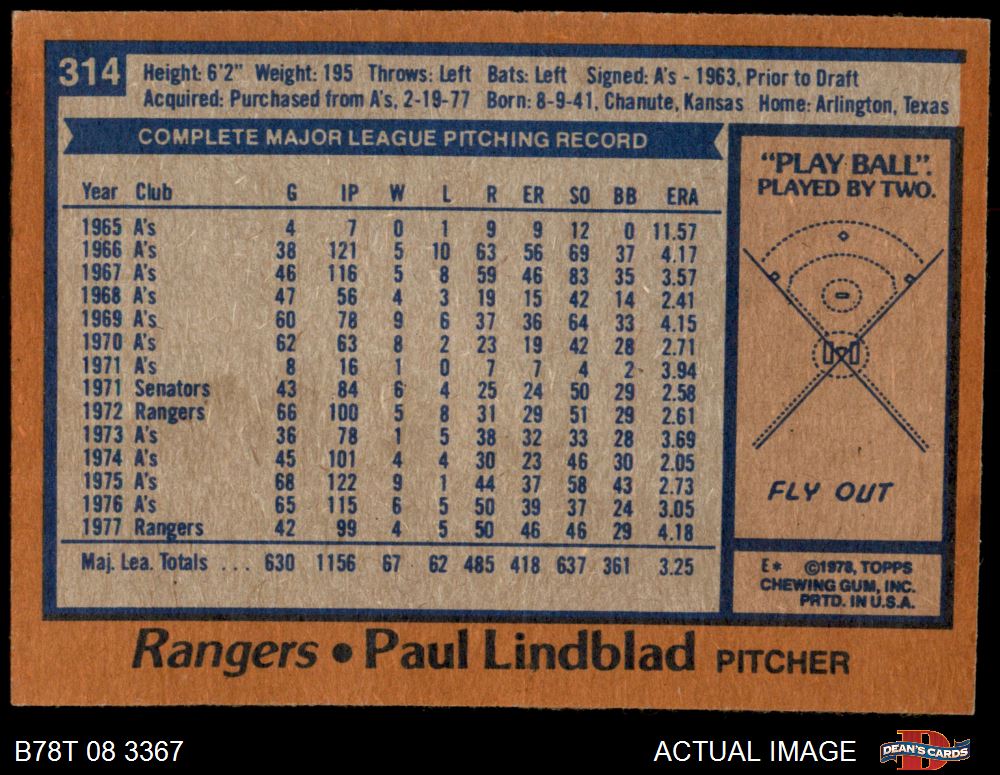 314
Height: 6'2" Weight: 195 Throws: Left Bats: Left Signed: A's - 1963, Prior to Draft
Acquired: Purchased from A's, 2-19-77 Born: 8-9-41, Chanute, Kansas Home: Arlington, Texas
COMPLETE MAJOR LEAGUE PITCHING RECORD
Year Club G IP W L R ER SO BB ERA
1965 A's 4 7 0 1 9 9 12 0 11.57
1966 A's 38 121 5 10 63 56 69 37 4.17
1967 A's 46 116 5 8 59 46 83 35 3.57
1968 A's 47 56 4 3 19 15 42 14 2.41
1969 A's 60 78 9 6 37 36 64 33 4.15
1970 A's 62 63 8 2 23 19 42 28 2.71
1971 A's 8 16 1 0 7 7 4 2 3.94
1971 Senators 43 84 6 4 25 24 50 29 2.58
1972 Rangers 66 100 5 8 31 29 51 29 2.61
1973 A's 36 78 1 5 38 32 33 28 3.69
1974 A's 45 101 4 4 30 23 46 30 2.05
1975 A's 68 122 9 1 44 37 58 43 2.73
1976 A's 65 115 6 5 50 39 37 24 3.05
1977 Rangers 42 99 4 5 50 46 46 29 4.18
Maj. Lea. Totals ... 630 1156 67 62 485 418 637 361 3.25
"PLAY BALL".
PLAYED BY TWO.
FLY OUT
E* ©1978, TOPPS
CHEWING GUM, INC.
PRTD. IN U.S.A.
Rangers • Paul Lindblad PITCHER
B78T 08 3367
ACTUAL IMAGE
D
DEAN'S CARDS